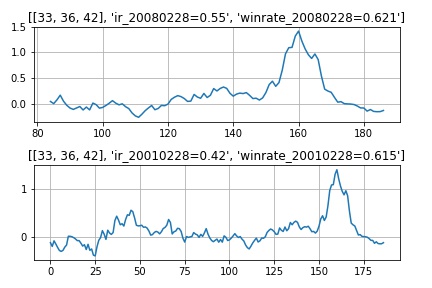 [[33, 36, 42], 'ir_20080228=0.55', 'winrate_20080228=0.621']
1.5
1.0
0.5
0.0
80 100 120 140 160 180
[[33, 36, 42], 'ir_20010228=0.42', 'winrate_20010228=0.615']
1
0
0 25 50 75 100 125 150 175